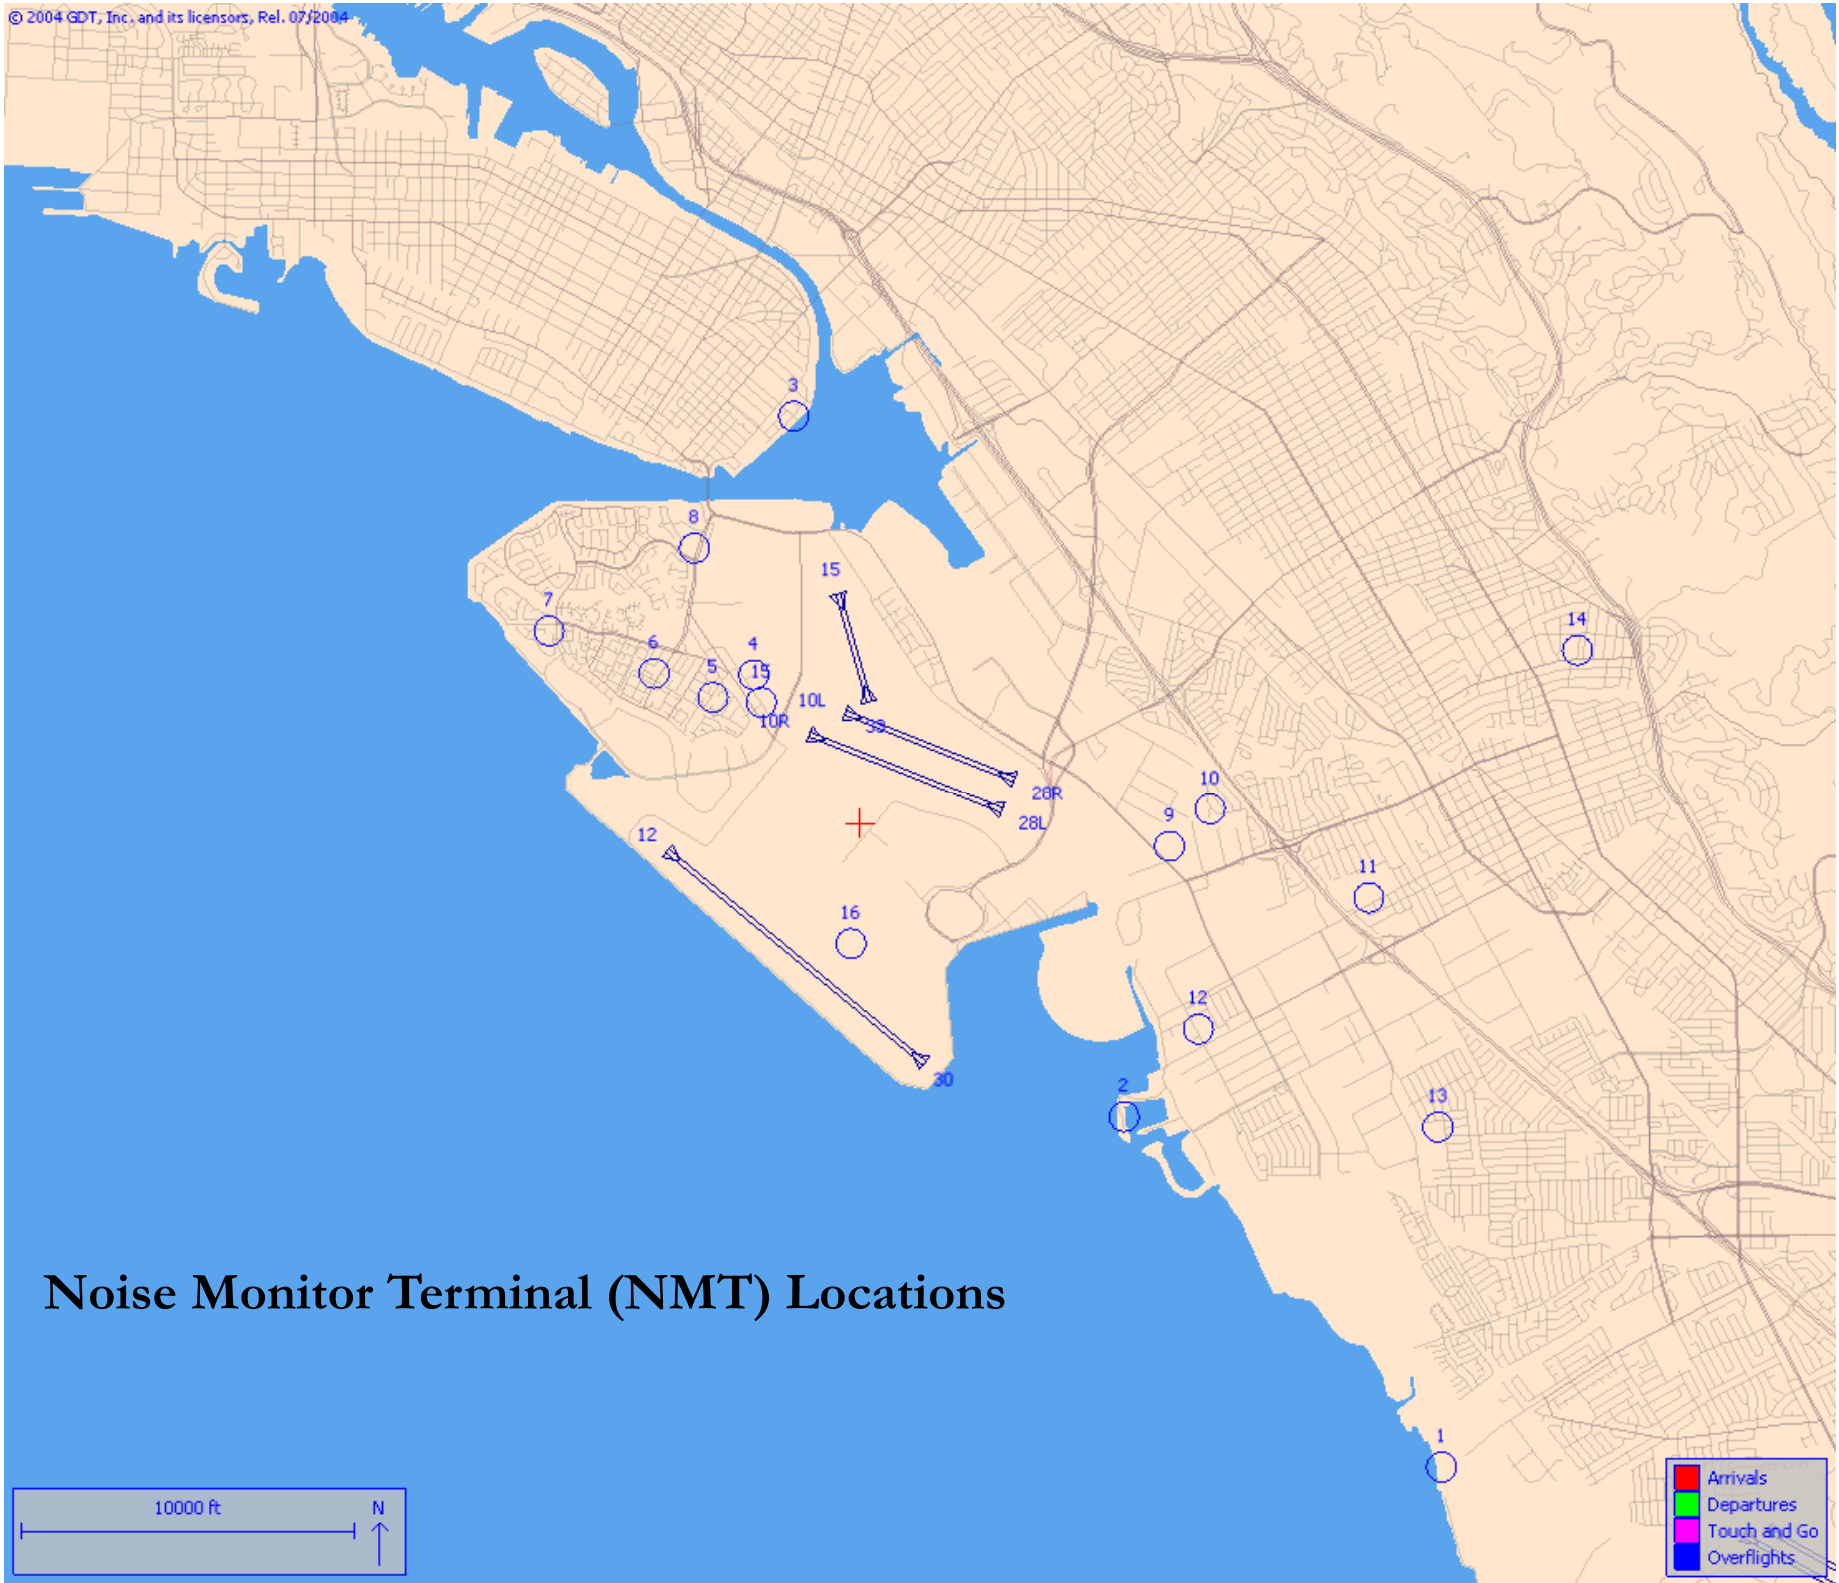 © 2004 GDT, Inc. and its licensors, Rel. 07/2004
3
8
15
7
14
6
4
5
15
10L
10R
33
10
28R
9
28L
12
11
16
12
30
2
13
Noise Monitor Terminal (NMT) Locations
1
10000 ft
N
Arrivals
Departures
Touch and Go
Overflights